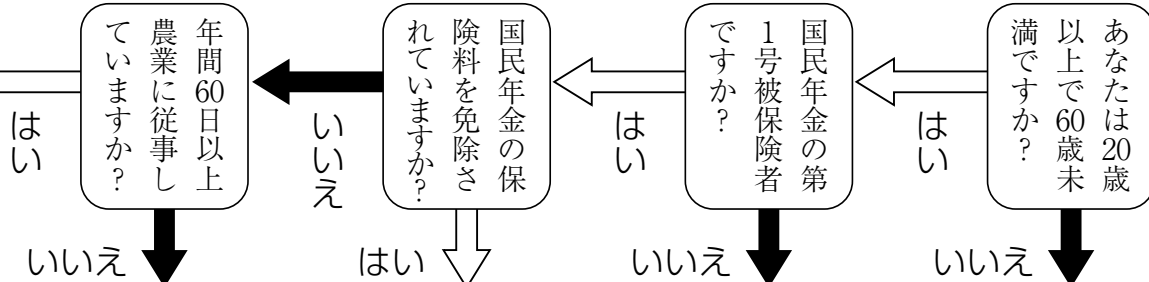 あなたは20歳
以上で60歳未
満ですか?
はい
いいえ
国民年金の第
1号被保険者
ですか?
はい
いいえ
国民年金の保
険料を免除さ
れていますか?
いいえ
はい
年間60日以上
農業に従事し
ていますか?
はい
いいえ